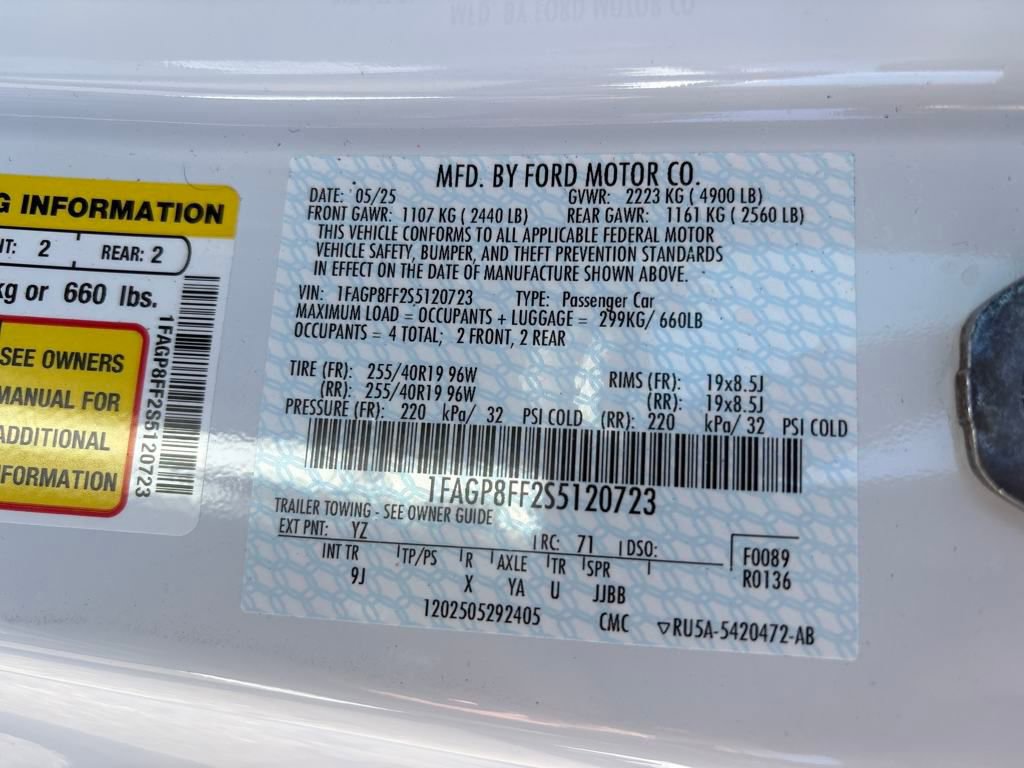 MFD. BY FORD MOTOR CO.
DATE: 05/25 GVWR: 2223 KG ( 4900 LB)
FRONT GAWR: 1107 KG ( 2440 LB) REAR GAWR: 1161 KG ( 2560 LB)
THIS VEHICLE CONFORMS TO ALL APPLICABLE FEDERAL MOTOR
VEHICLE SAFETY, BUMPER, AND THEFT PREVENTION STANDARDS
IN EFFECT ON THE DATE OF MANUFACTURE SHOWN ABOVE.
VIN: 1FAGP8FF2S5120723 TYPE: Passenger Car
MAXIMUM LOAD = OCCUPANTS + LUGGAGE = 299KG/ 660LB
OCCUPANTS = 4 TOTAL; 2 FRONT, 2 REAR
TIRE (FR): 255/40R19 96W RIMS (FR): 19x8.5J
(RR): 255/40R19 96W (RR): 19x8.5J
PRESSURE (FR): 220 kPa/ 32 PSI COLD (RR): 220 kPa/ 32 PSI COLD
1FAGP8FF2S5120723
TRAILER TOWING - SEE OWNER GUIDE
EXT PNT: YZ RC: 71 DSO:
F0089
R0136
INT TR TP/PS R AXLE TR SPR
9J X YA U JJBB
1202505292405 CMC ▽RU5A-5420472-AB
G INFORMATION
NT: 2 REAR: 2
kg or 660 lbs.
SEE OWNERS
MANUAL FOR
ADDITIONAL
NFORMATION
1FAGP8FF2S5120723